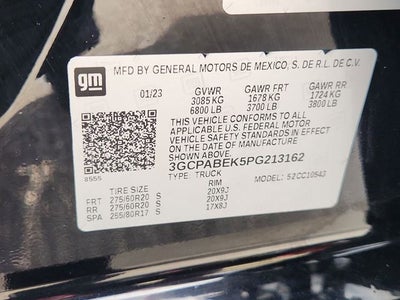 gm
MFD BY GENERAL MOTORS DE MEXICO, S. DE R.L. DE C.V.
01/23 GVWR GAWR FRT GAWR RR
3085 KG 1678 KG 1724 KG
6800 LB 3700 LB 3800 LB
THIS VEHICLE CONFORMS TO ALL
APPLICABLE U.S. FEDERAL MOTOR
VEHICLE SAFETY STANDARDS IN EFFECT ON THE
DATE OF MANUFACTURE
3GCPABEK5PG213162
8555 TYPE: TRUCK MODEL:
TIRE SIZE RIM
FRT 275/60R20 S 20X9J
RR 275/60R20 S 20X9J
SPA 265/80R17 S 17X8J